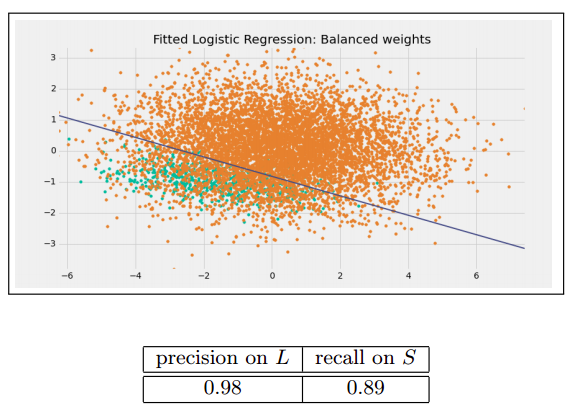 Fitted Logistic Regression: Balanced weights
3
2
1
0
−1
−2
−3
−6 −4 −2 0 2 4 6
precision on L recall on S
0.98 0.89